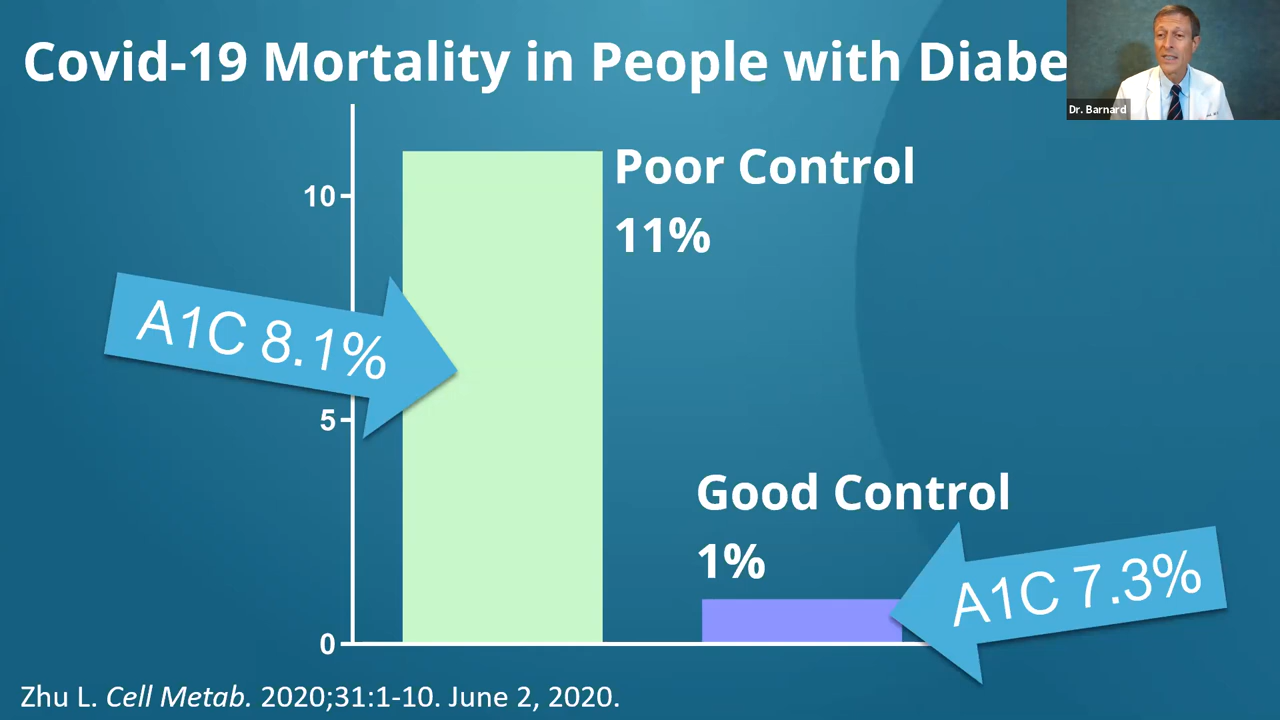 Covid-19 Mortality in People with Diabe
Dr. Barnard
Poor Control
11%
10
A1C 8.1%
5
Good Control
1%
A1C 7.3%
0
Zhu L. Cell Metab. 2020;31:1-10. June 2, 2020.